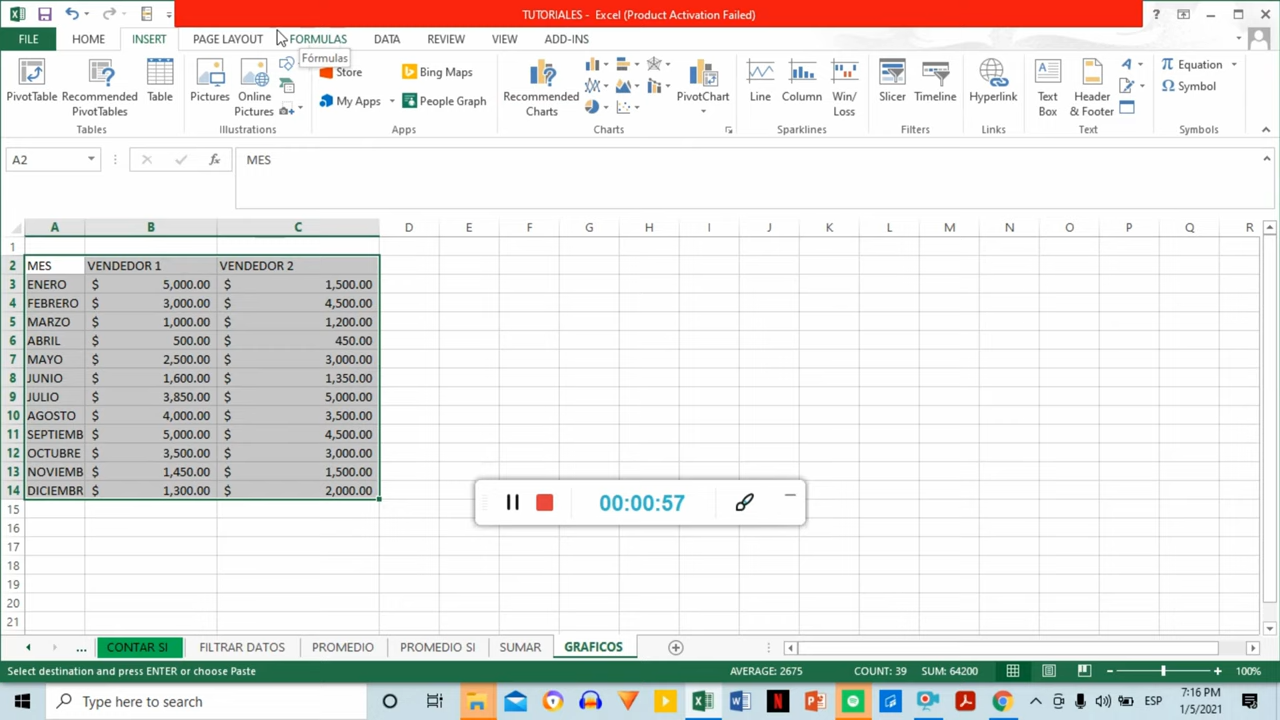 TUTORIALES - Excel (Product Activation Failed)
FILE HOME INSERT PAGE LAYOUT FORMULAS DATA REVIEW VIEW ADD-INS
Fórmulas
PivotTable Recommended PivotTables Table Pictures Online Pictures Store My Apps Bing Maps People Graph Recommended Charts PivotChart Line Column Win/Loss Slicer Timeline Hyperlink Text Box Header & Footer Equation Symbol
Tables Illustrations Apps Charts Sparklines Filters Links Text Symbols
A2 fx MES
A B C D E F G H I J K L M N O P Q R
1
2 MES VENDEDOR 1 VENDEDOR 2
3 ENERO $ 5,000.00 $ 1,500.00
4 FEBRERO $ 3,000.00 $ 4,500.00
5 MARZO $ 1,000.00 $ 1,200.00
6 ABRIL $ 500.00 $ 450.00
7 MAYO $ 2,500.00 $ 3,000.00
8 JUNIO $ 1,600.00 $ 1,350.00
9 JULIO $ 3,850.00 $ 5,000.00
10 AGOSTO $ 4,000.00 $ 3,500.00
11 SEPTIEMB $ 5,000.00 $ 4,500.00
12 OCTUBRE $ 3,500.00 $ 3,000.00
13 NOVIEMB $ 1,450.00 $ 1,500.00
14 DICIEMBR $ 1,300.00 $ 2,000.00
15
00:00:57
16
17
18
19
20
21
... CONTAR SI FILTRAR DATOS PROMEDIO PROMEDIO SI SUMAR GRAFICOS
Select destination and press ENTER or choose Paste AVERAGE: 2675 COUNT: 39 SUM: 64200 100%
Type here to search ESP 7:16 PM
1/5/2021